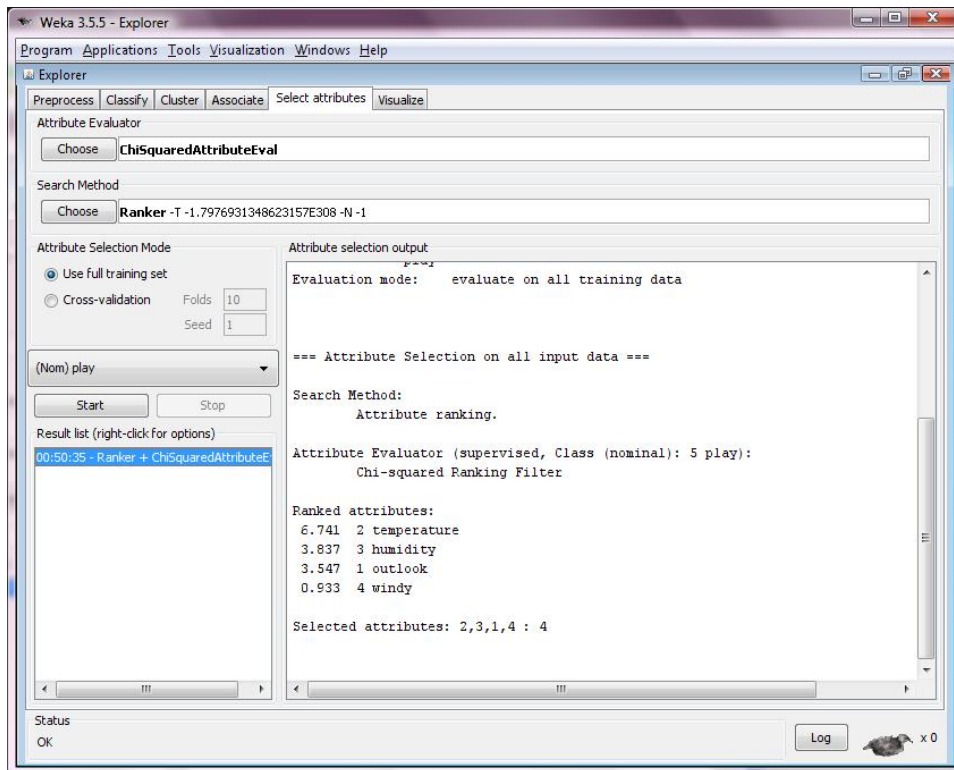 Weka 3.5.5 - Explorer
Program Applications Tools Visualization Windows Help
Explorer
Preprocess Classify Cluster Associate Select attributes Visualize
Attribute Evaluator
Choose ChiSquaredAttributeEval
Search Method
Choose Ranker -T -1.7976931348623157E308 -N -1
Attribute Selection Mode
Use full training set
Cross-validation Folds 10
Seed 1
(Nom) play
Start Stop
Result list (right-click for options)
00:50:35 - Ranker + ChiSquaredAttributeE
Attribute selection output
play
Evaluation mode: evaluate on all training data
=== Attribute Selection on all input data ===
Search Method:
Attribute ranking.
Attribute Evaluator (supervised, Class (nominal): 5 play):
Chi-squared Ranking Filter
Ranked attributes:
6.741 2 temperature
3.837 3 humidity
3.547 1 outlook
0.933 4 windy
Selected attributes: 2,3,1,4 : 4
Status
OK
Log x 0